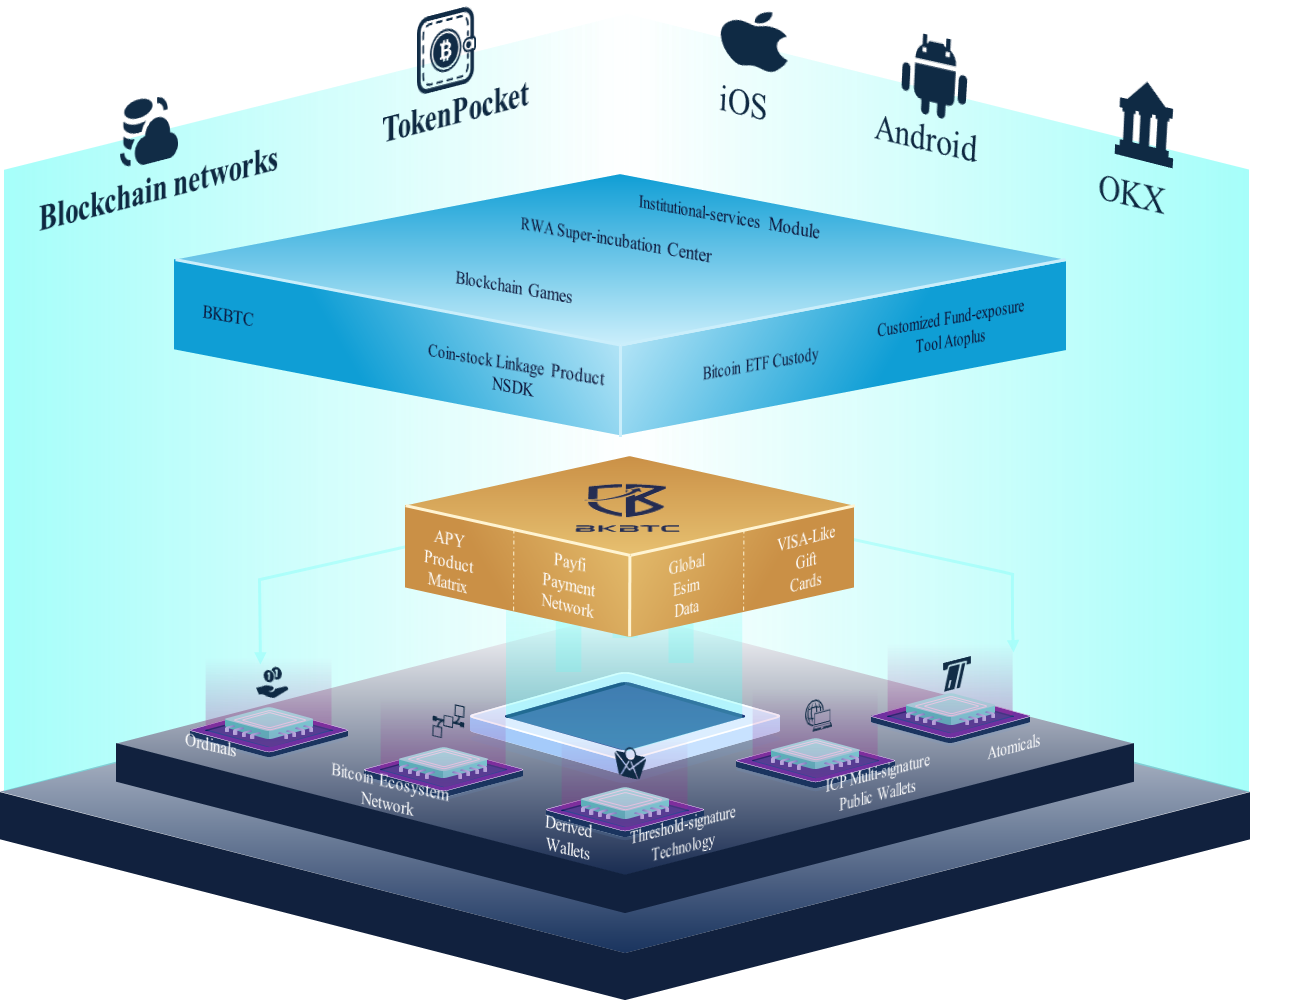 TokenPocket
Blockchain networks
iOS
Android
OKX
Institutional-services Module
RWA Super-incubation Center
Blockchain Games
BKBTC
Coin-stock Linkage Product
NSDK
Bitcoin ETF Custody
Customized Fund-exposure
Tool Atoplus
BKBTC
APY
Product
Matrix
Payfi
Payment
Network
Global
Esim
Data
VISA-Like
Gift
Cards
Ordinals
Bitcoin Ecosystem
Network
Derived
Wallets
Threshold-signature
Technology
ICP Multi-signature
Public Wallets
Atomicals